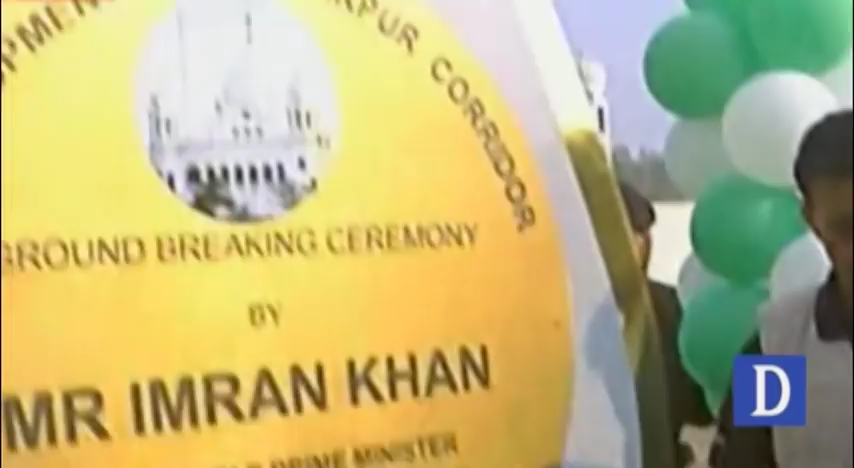 CORRIDOR
GROUND BREAKING CEREMONY
BY
MR IMRAN KHAN
PRIME MINISTER
D